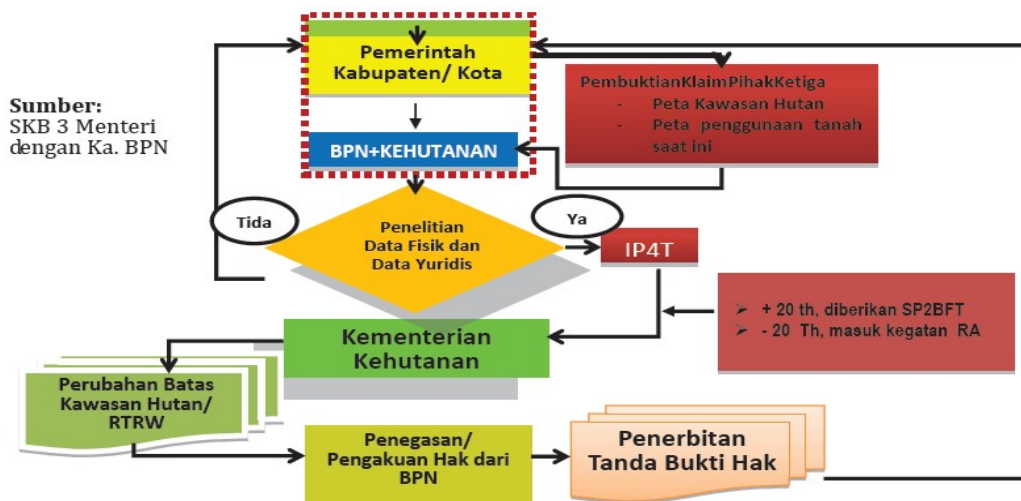 Pemerintah
Kabupaten/ Kota
Sumber:
SKB 3 Menteri
dengan Ka. BPN
PembuktianKlaimPihakKetiga
- Peta Kawasan Hutan
- Peta penggunaan tanah
saat ini
BPN+KEHUTANAN
Tida
Ya
Penelitian
Data Fisik dan
Data Yuridis
IP4T
➢ + 20 th, diberikan SP2BFT
➢ - 20 Th, masuk kegatan RA
Kementerian
Kehutanan
Perubahan Batas
Kawasan Hutan/
RTRW
Penegasan/
Pengakuan Hak dari
BPN
Penerbitan
Tanda Bukti Hak